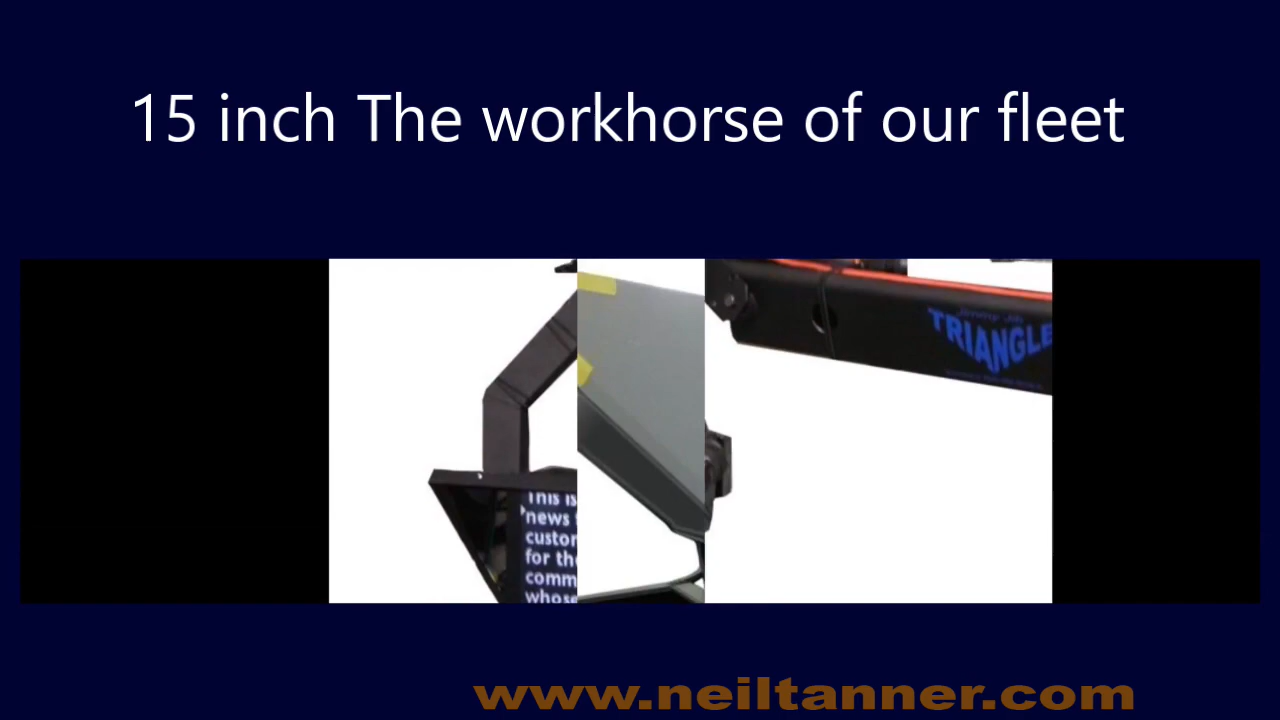 15 inch The workhorse of our fleet
TRIANGLE
This is
news
custor
for the
comm
whose
www.neiltanner.com